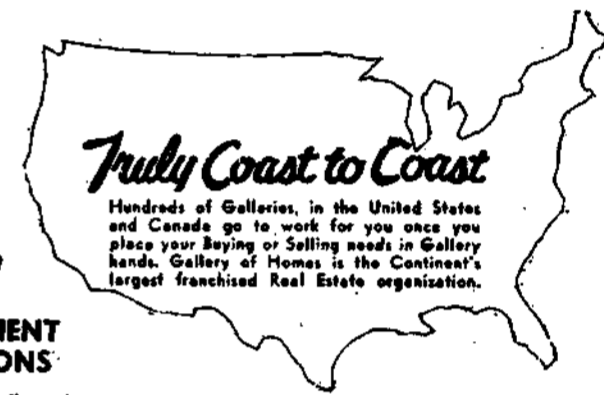 Truly Coast to Coast
Hundreds of Galleries, in the United States
and Canada go to work for you once you
place your Buying or Selling needs in Gallery
hands. Gallery of Homes is the Continent's
largest franchised Real Estate organization.
MENT
ONS